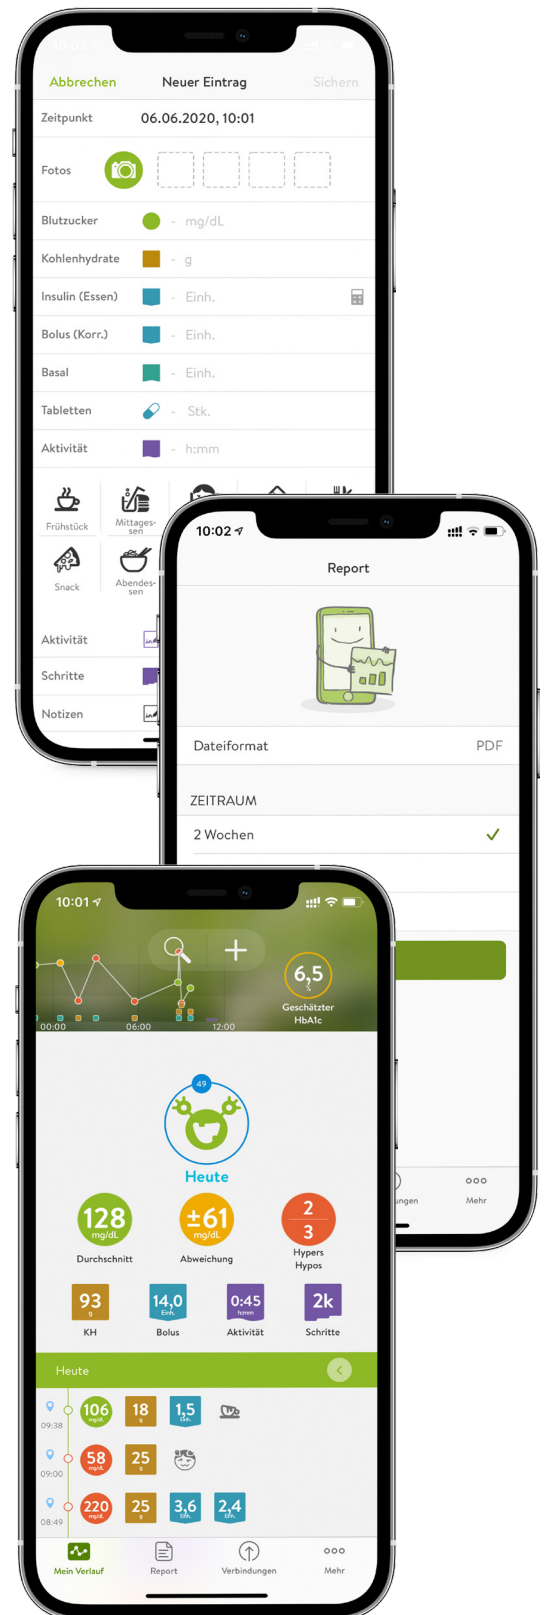 10:02
Abbrechen Neuer Eintrag Sichern
Zeitpunkt 06.06.2020, 10:01
Fotos
Blutzucker - mg/dL
Kohlenhydrate - g
Insulin (Essen) - Einh.
Bolus (Korr.) - Einh.
Basal - Einh.
Tabletten - Stk.
Aktivität - h:mm
Frühstück
Mittages-
sen
Snack
Abendes-
sen
Aktivität
Schritte
Notizen
10:02
Report
Dateiformat PDF
ZEITRAUM
2 Wochen
ungen
Mehr
10:01
6,5
%
Geschätzter
HbA1c
00:00 06:00 12:00
49
Heute
128
mg/dL
Durchschnitt
±61
mg/dL
Abweichung
2
3
Hypers
Hypos
93
g
KH
14,0
Einh.
Bolus
0:45
h:mm
Aktivität
2k
Schritte
Heute
09:38
106
mg/dL
18
g
1,5
Einh.
09:00
58
mg/dL
25
g
08:49
220
mg/dL
25
g
3,6
Einh.
2,4
Einh.
Mein Verlauf Report Verbindungen Mehr